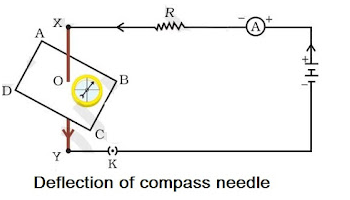 X
R
- A +
A
+
-
O
B
D
C
Y
K
Deflection of compass needle